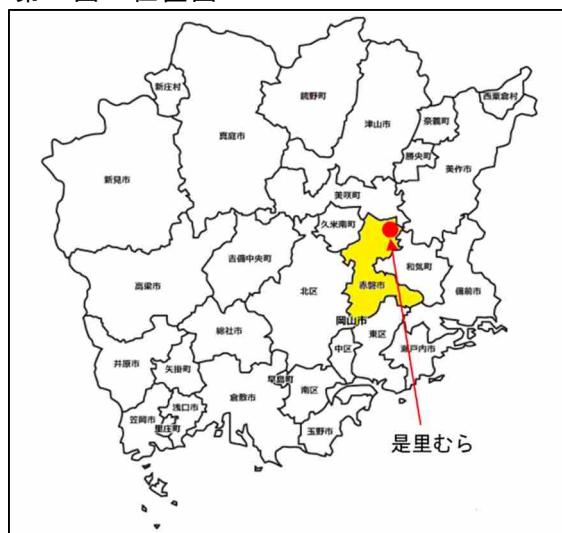 新庄村
鏡野町
津山市
奈義町
西粟倉村
真庭市
勝央町
美作市
新見市
美咲町
久米南町
吉備中央町
和気町
高梁市
北区
赤磐市
備前市
岡山市
総社市
中区
東区
瀬戸内市
井原市
矢掛町
早島町
倉敷市
南区
浅口市
笠岡市
里庄町
玉野市
是里むら